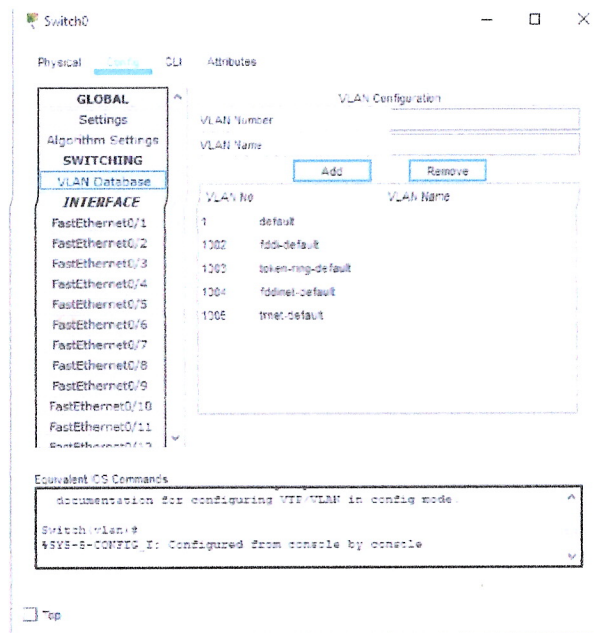 Switch0
Physical Config CLI Attributes
GLOBAL
Settings
Algorithm Settings
SWITCHING
VLAN Database
INTERFACE
FastEthernet0/1
FastEthernet0/2
FastEthernet0/3
FastEthernet0/4
FastEthernet0/5
FastEthernet0/6
FastEthernet0/7
FastEthernet0/8
FastEthernet0/9
FastEthernet0/10
FastEthernet0/11
FastEthernet0/12
VLAN Configuration
VLAN Number
VLAN Name
Add Remove
VLAN No VLAN Name
1 default
1002 fddi-default
1003 token-ring-default
1004 fddinet-default
1005 trnet-default
Equivalent IOS Commands
documentation for configuring VTP/VLAN in config mode.
Switch(vlan)#
%SYS-5-CONFIG_I: Configured from console by console
Top